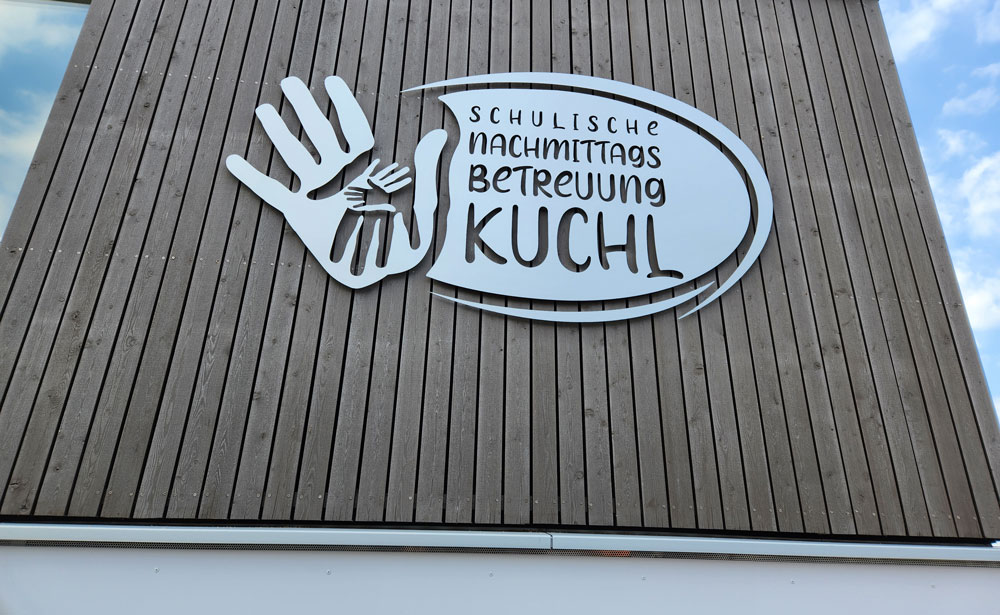 SCHULISCHE
NACHMITTAGS
BETREUUNG
KUCHL